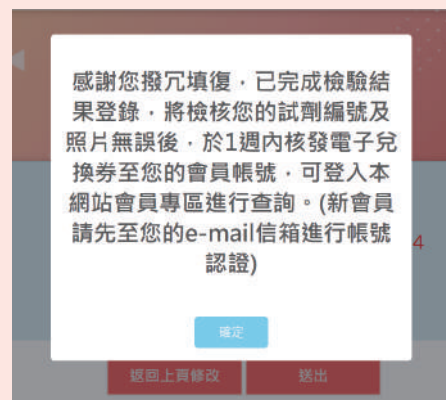 感謝您撥冗填復，已完成檢驗結
果登錄，將檢核您的試劑編號及
照片無誤後，於1週內核發電子兌
換券至您的會員帳號，可登入本
網站會員專區進行查詢。(新會員
請先至您的e-mail信箱進行帳號
認證)
4
確定
返回上頁修改
送出